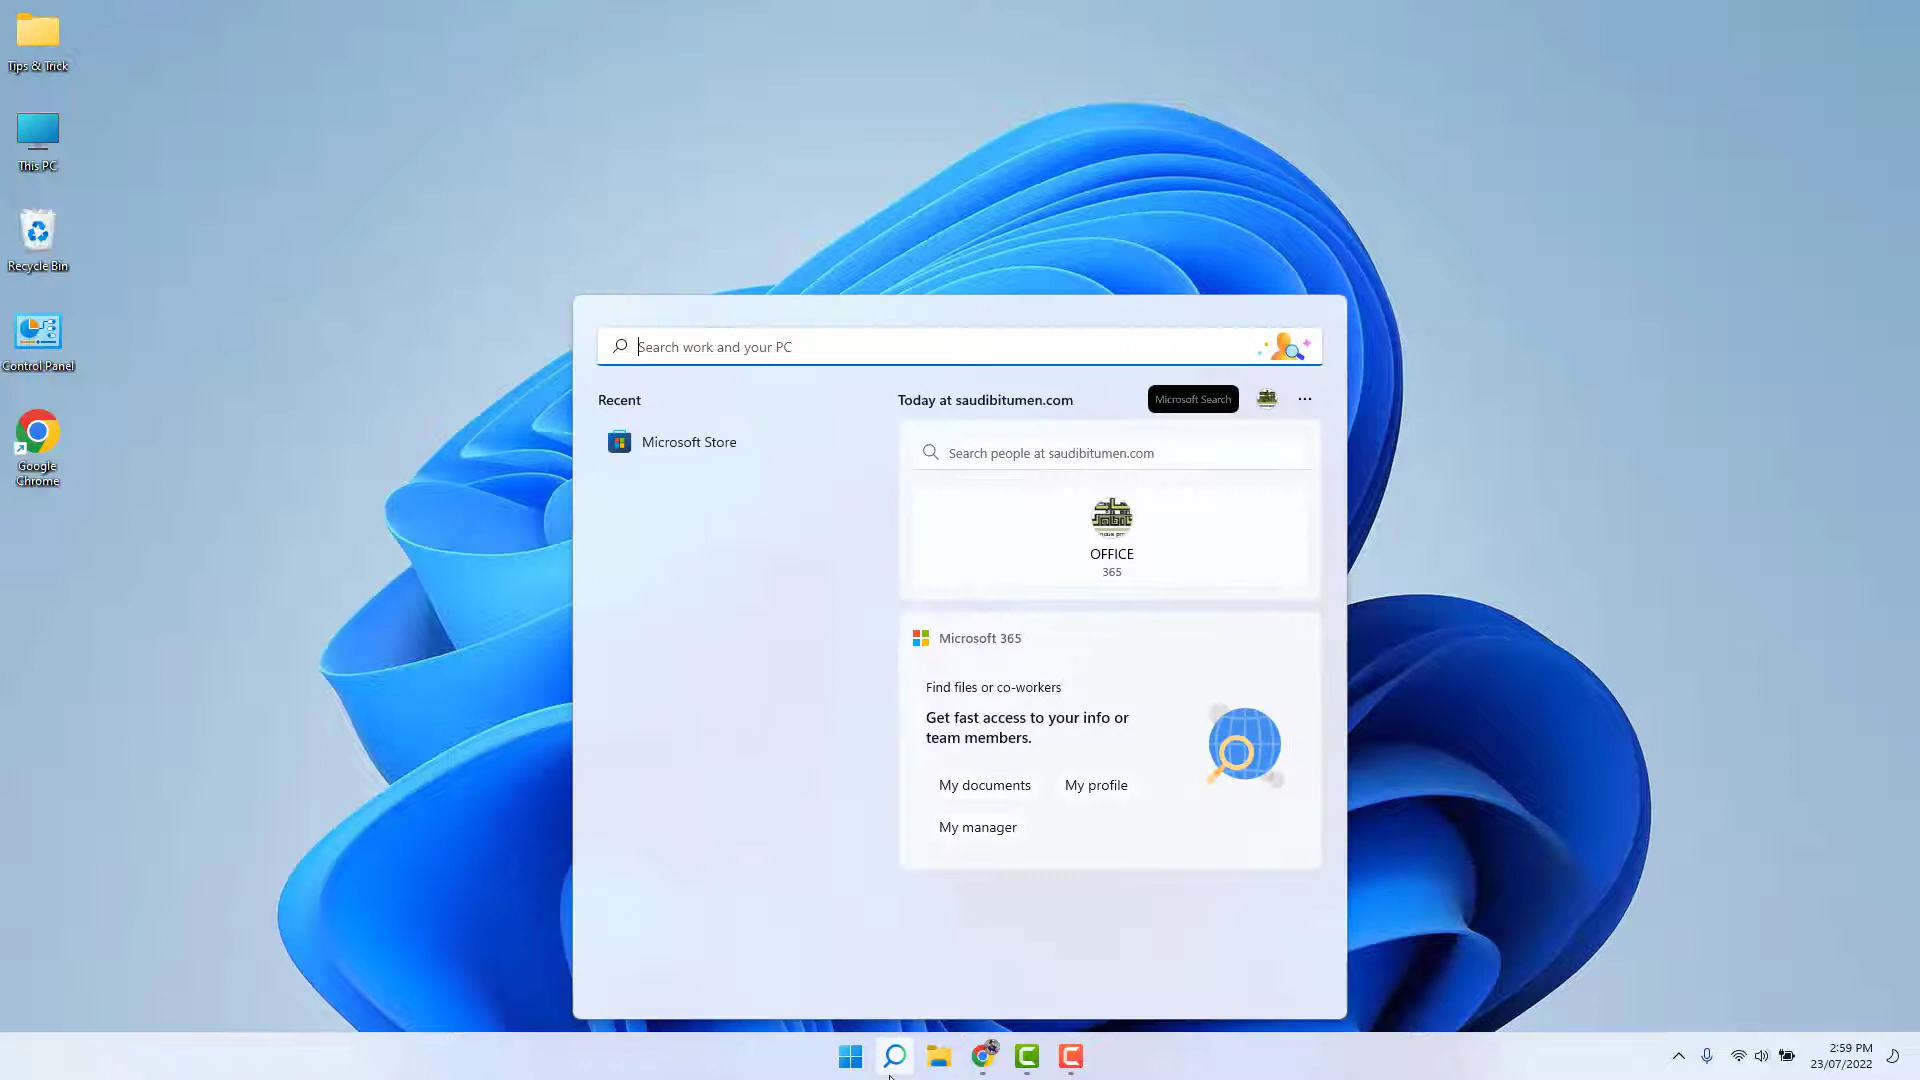 Tips & Trick
This PC
Recycle Bin
Control Panel
Google
Chrome
Search work and your PC
Recent
Microsoft Store
Today at saudibitumen.com
Microsoft Search
Search people at saudibitumen.com
OFFICE
365
Microsoft 365
Find files or co-workers
Get fast access to your info or
team members.
My documents
My profile
My manager
2:59 PM
23/07/2022